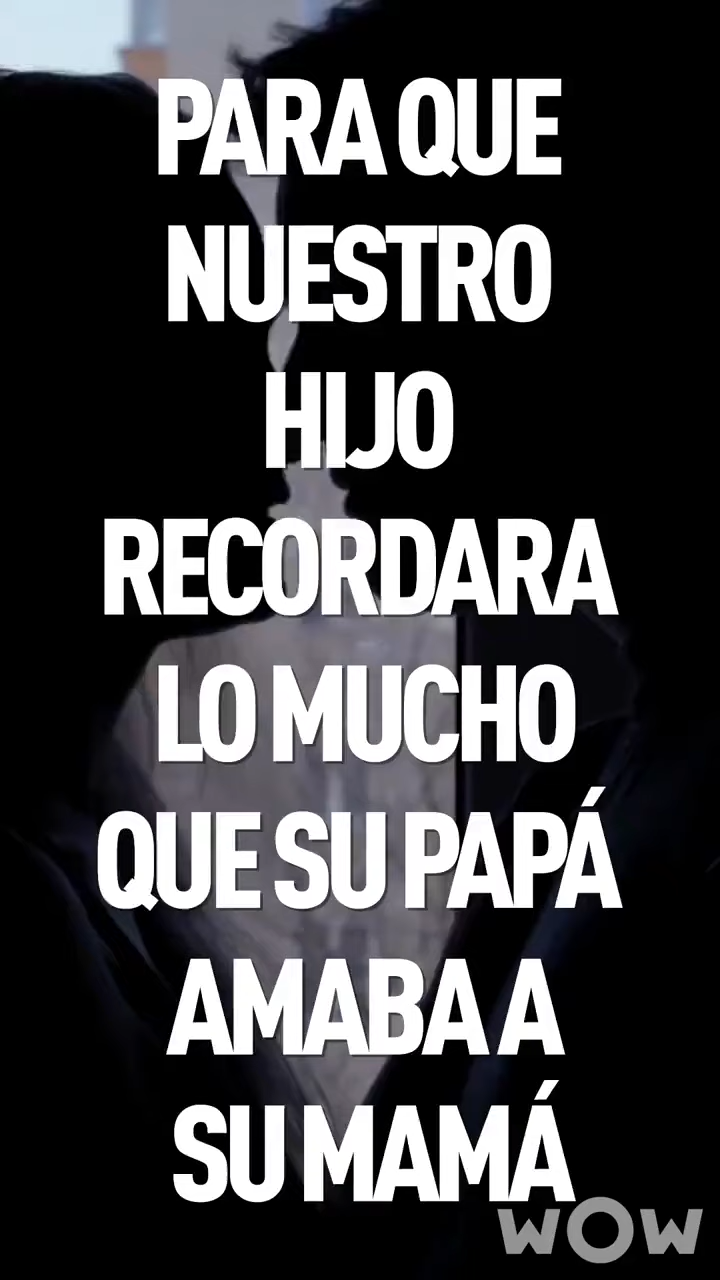 PARA QUE
NUESTRO
HIJO
RECORDARA
LO MUCHO
QUE SU PAPÁ
AMABA A
SU MAMÁ
WOW